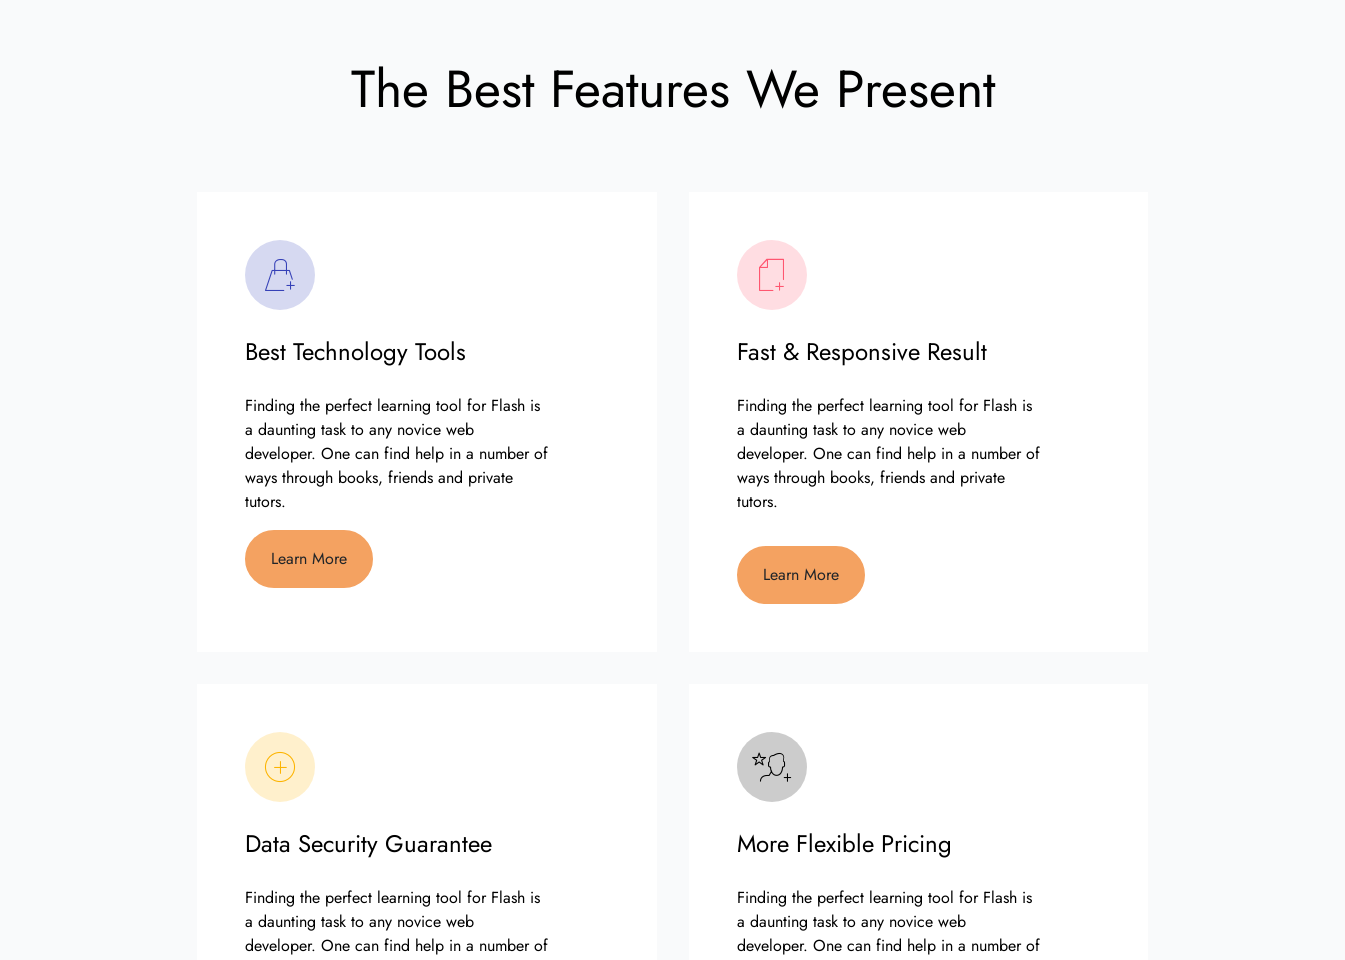 The Best Features We Present
Best Technology Tools
Finding the perfect learning tool for Flash is
a daunting task to any novice web
developer. One can find help in a number of
ways through books, friends and private
tutors.
Learn More
Fast & Responsive Result
Finding the perfect learning tool for Flash is
a daunting task to any novice web
developer. One can find help in a number of
ways through books, friends and private
tutors.
Learn More
Data Security Guarantee
Finding the perfect learning tool for Flash is
a daunting task to any novice web
developer. One can find help in a number of
More Flexible Pricing
Finding the perfect learning tool for Flash is
a daunting task to any novice web
developer. One can find help in a number of